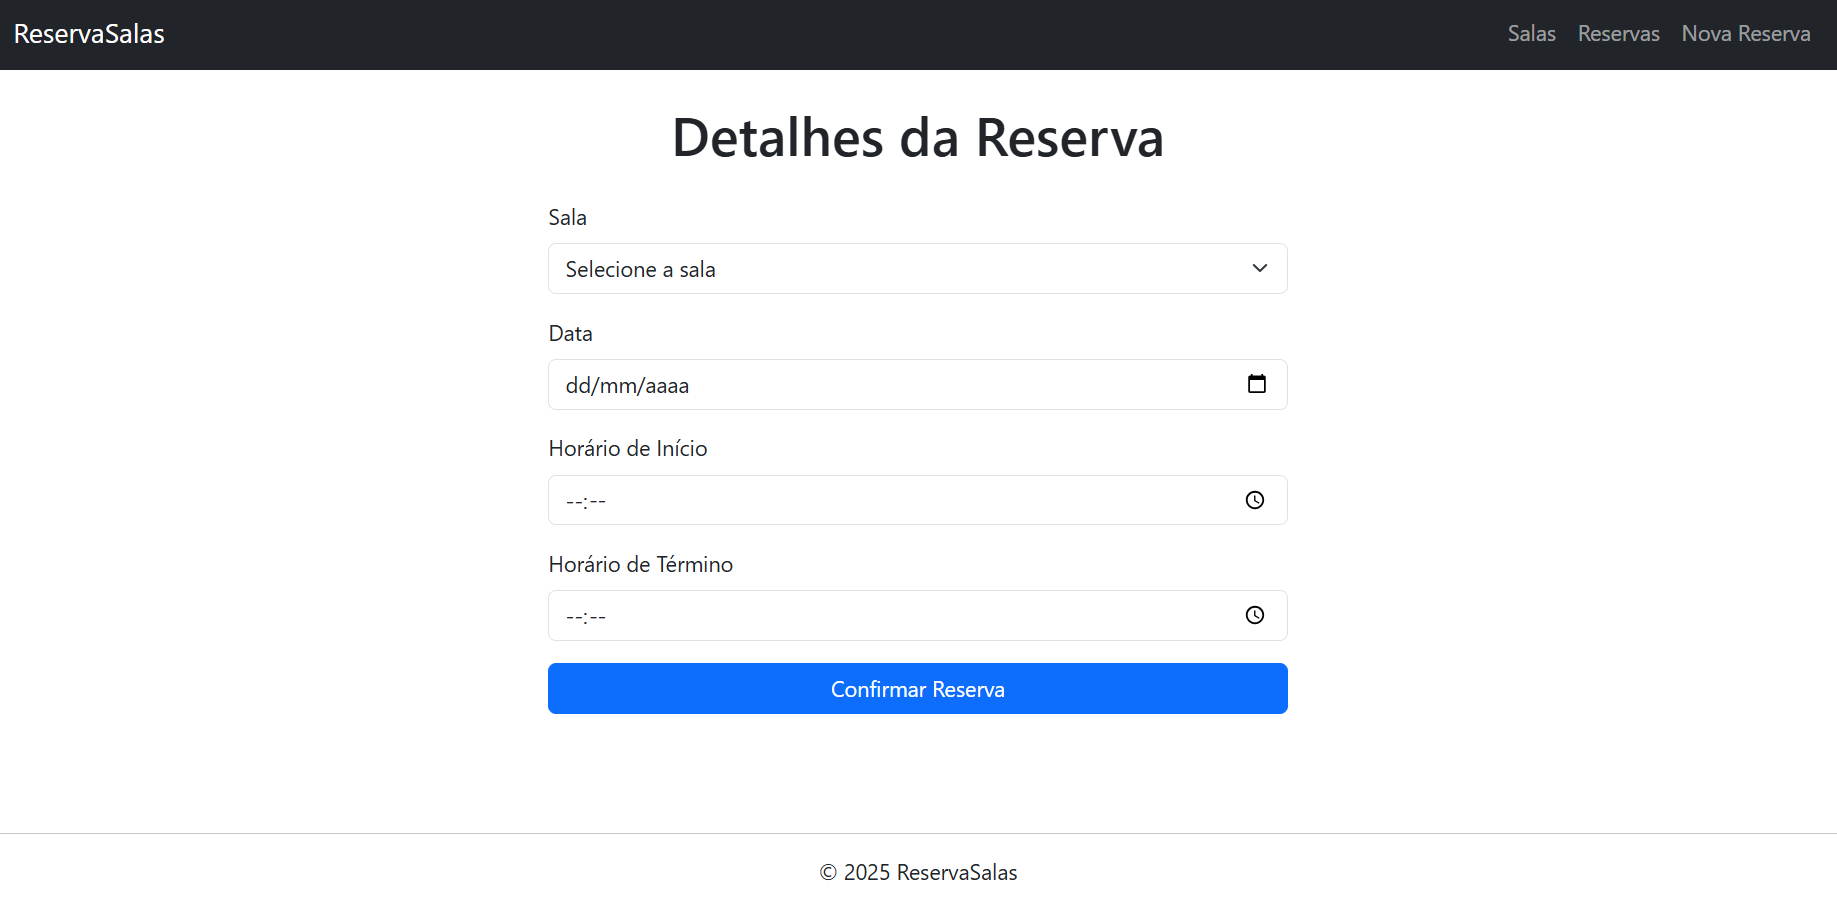 ReservaSalas
Salas Reservas Nova Reserva
Detalhes da Reserva
Sala
Selecione a sala
Data
dd/mm/aaaa
Horário de Início
--:--
Horário de Término
--:--
Confirmar Reserva
© 2025 ReservaSalas